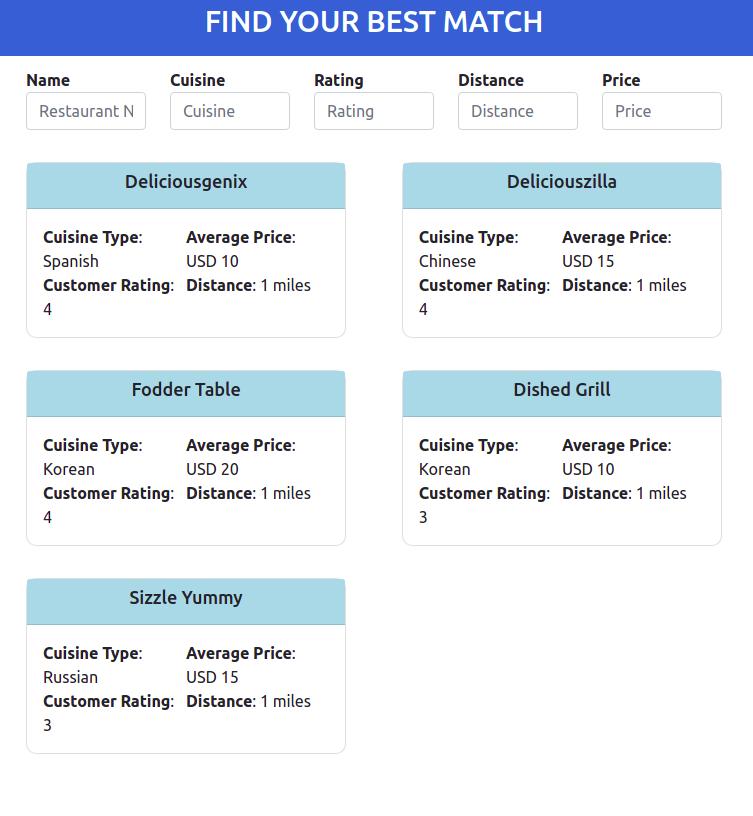 FIND YOUR BEST MATCH
Name Cuisine Rating Distance Price
Restaurant N Cuisine Rating Distance Price
Deliciousgenix
Cuisine Type: Average Price:
Spanish USD 10
Customer Rating: Distance: 1 miles
4
Deliciouszilla
Cuisine Type: Average Price:
Chinese USD 15
Customer Rating: Distance: 1 miles
4
Fodder Table
Cuisine Type: Average Price:
Korean USD 20
Customer Rating: Distance: 1 miles
4
Dished Grill
Cuisine Type: Average Price:
Korean USD 10
Customer Rating: Distance: 1 miles
3
Sizzle Yummy
Cuisine Type: Average Price:
Russian USD 15
Customer Rating: Distance: 1 miles
3